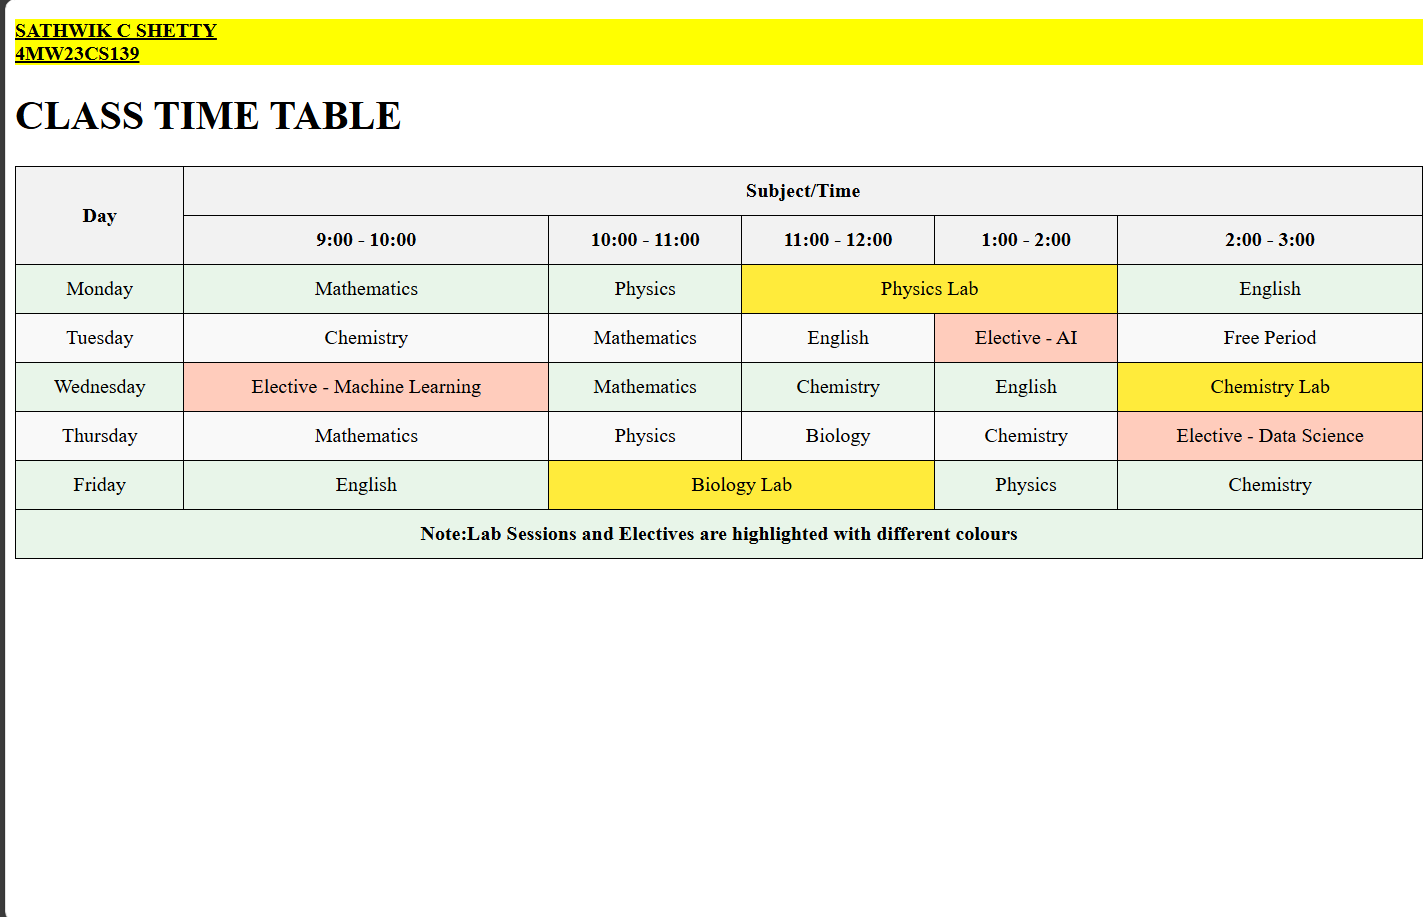 SATHWIK C SHETTY
4MW23CS139
CLASS TIME TABLE
Day Subject/Time
9:00 - 10:00 10:00 - 11:00 11:00 - 12:00 1:00 - 2:00 2:00 - 3:00
Monday Mathematics Physics Physics Lab English
Tuesday Chemistry Mathematics English Elective - AI Free Period
Wednesday Elective - Machine Learning Mathematics Chemistry English Chemistry Lab
Thursday Mathematics Physics Biology Chemistry Elective - Data Science
Friday English Biology Lab Physics Chemistry
Note:Lab Sessions and Electives are highlighted with different colours